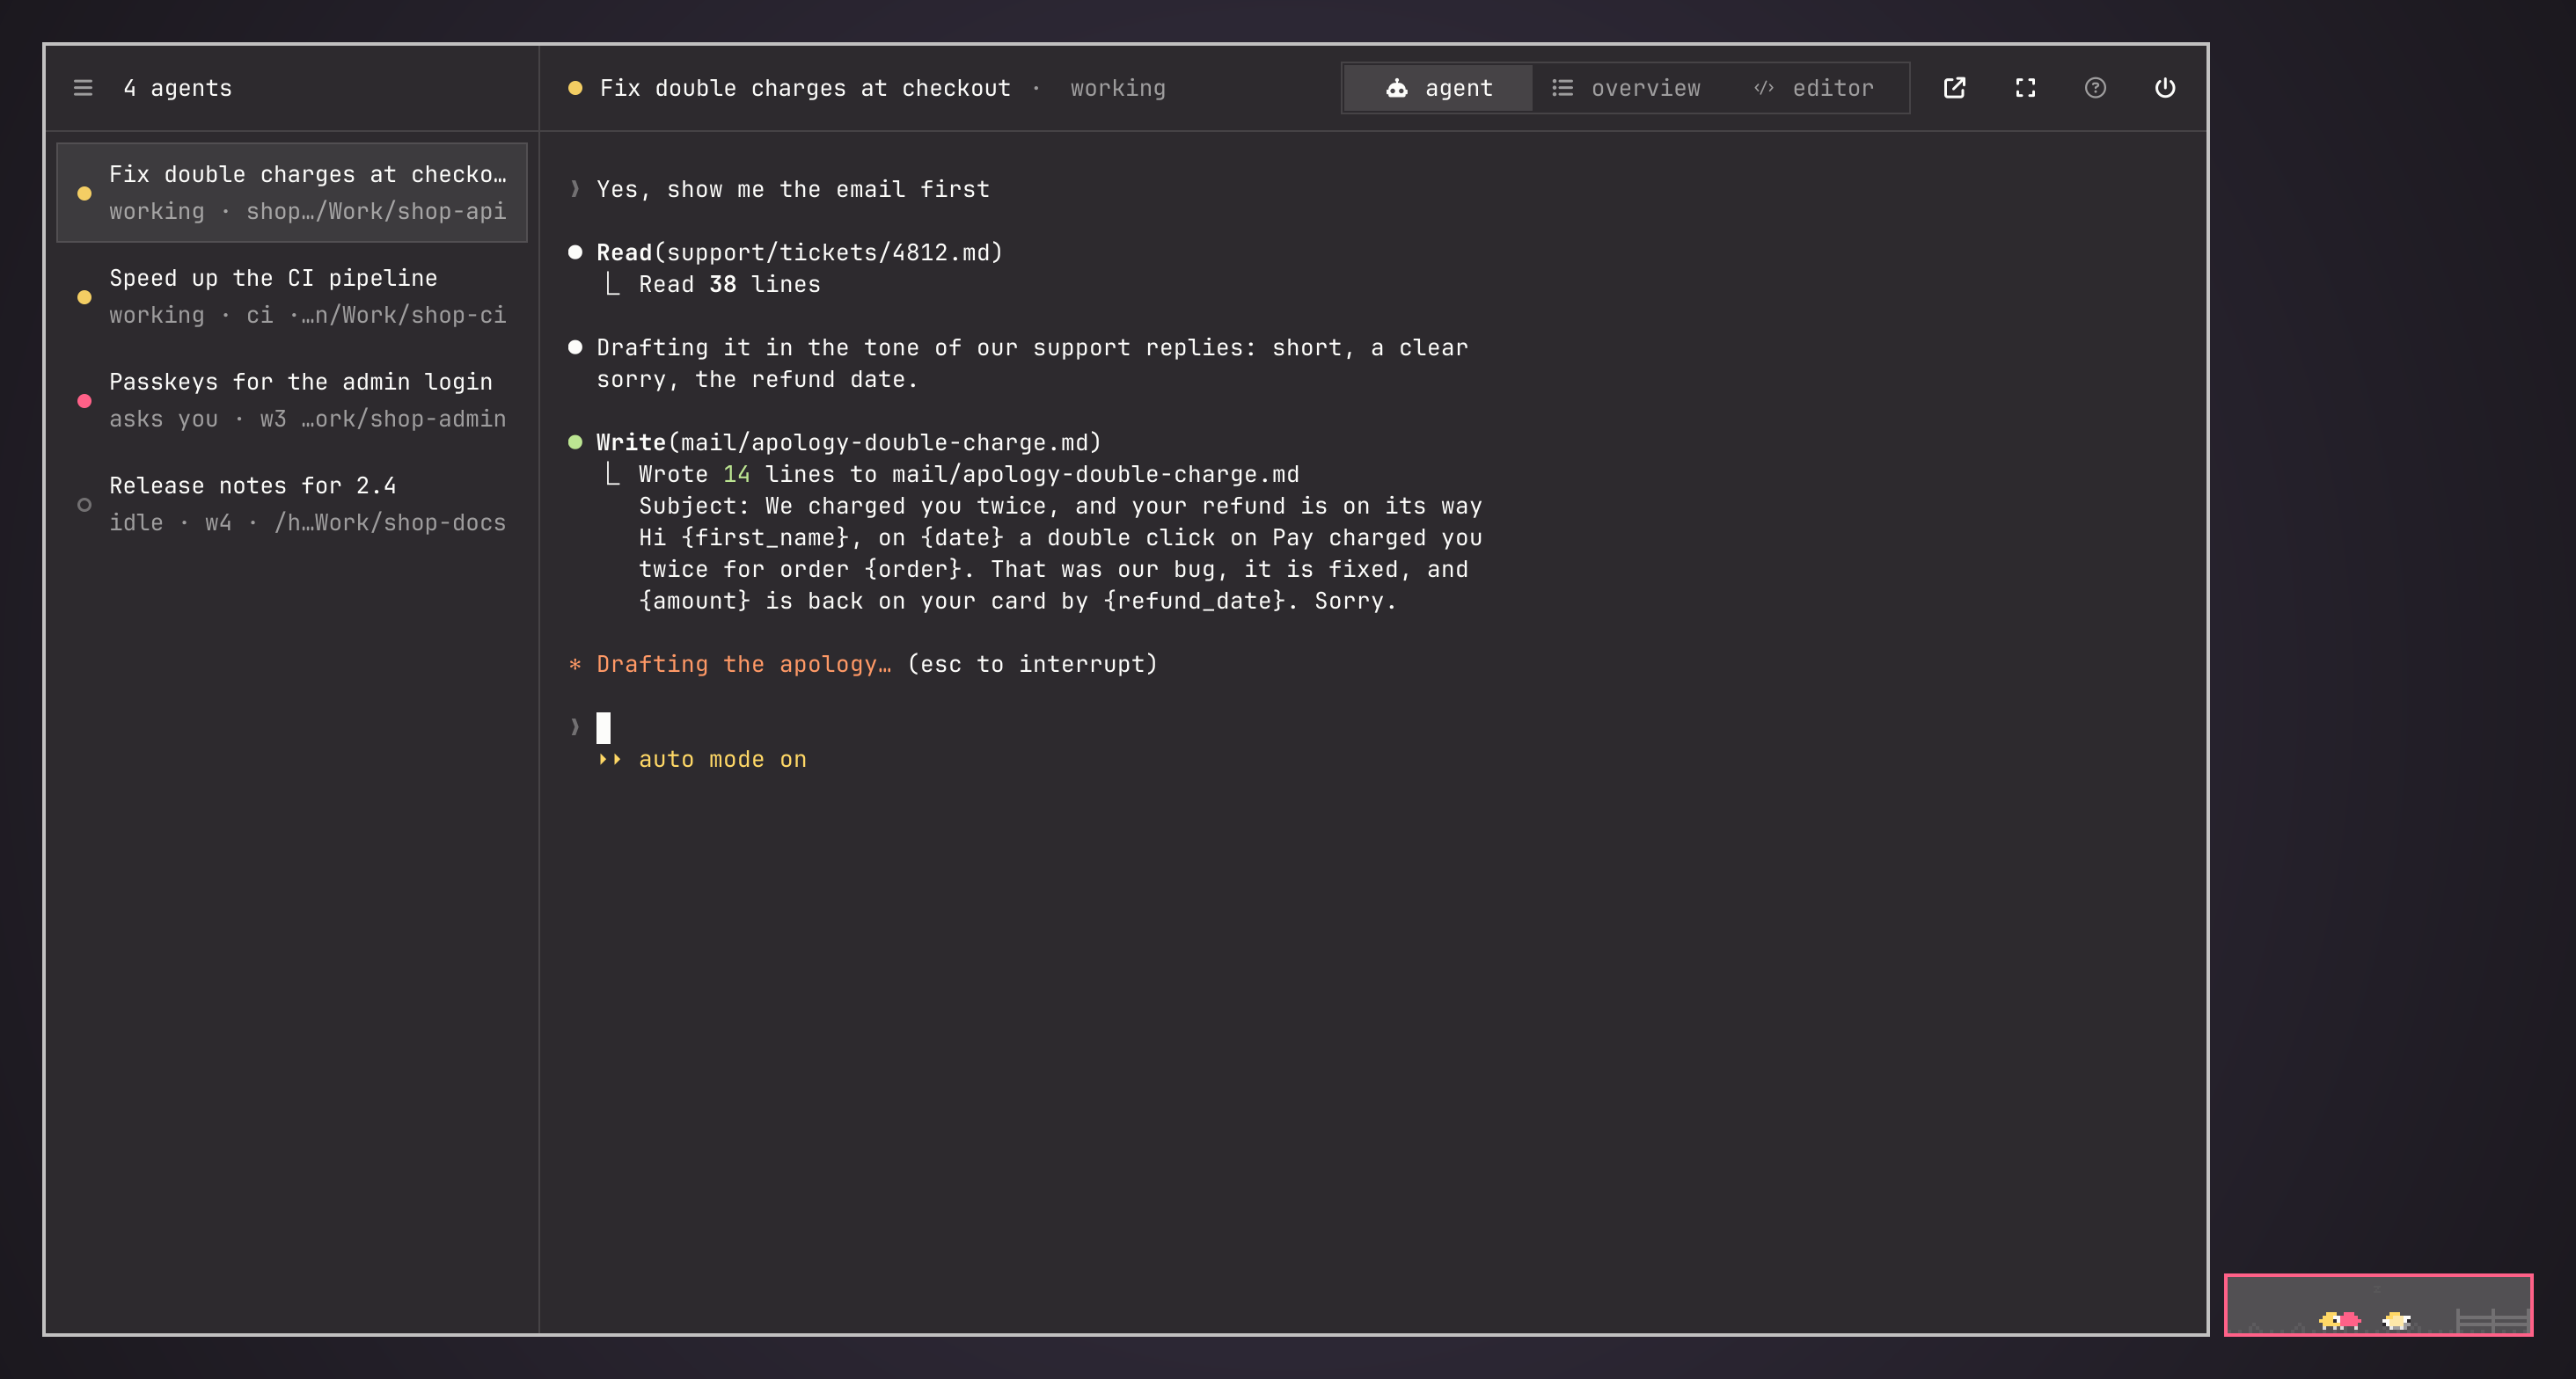 4 agents
Fix double charges at checkout · working
agent
overview
editor
Fix double charges at checko…
working · shop…/Work/shop-api
Speed up the CI pipeline
working · ci ·…n/Work/shop-ci
Passkeys for the admin login
asks you · w3 …ork/shop-admin
Release notes for 2.4
idle · w4 · /h…Work/shop-docs
❯ Yes, show me the email first
● Read(support/tickets/4812.md)
⎿ Read 38 lines
● Drafting it in the tone of our support replies: short, a clear
sorry, the refund date.
● Write(mail/apology-double-charge.md)
⎿ Wrote 14 lines to mail/apology-double-charge.md
Subject: We charged you twice, and your refund is on its way
Hi {first_name}, on {date} a double click on Pay charged you
twice for order {order}. That was our bug, it is fixed, and
{amount} is back on your card by {refund_date}. Sorry.
* Drafting the apology… (esc to interrupt)
❯
⏵⏵ auto mode on